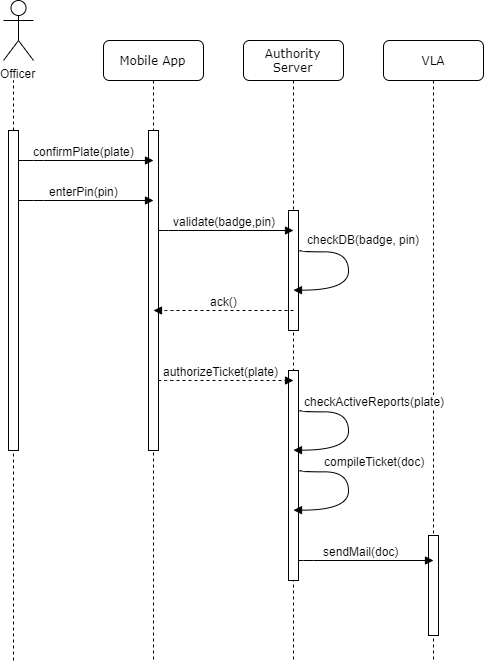 Officer
Mobile App
Authority
Server
VLA
confirmPlate(plate)
enterPin(pin)
validate(badge,pin)
checkDB(badge, pin)
ack()
authorizeTicket(plate)
checkActiveReports(plate)
compileTicket(doc)
sendMail(doc)